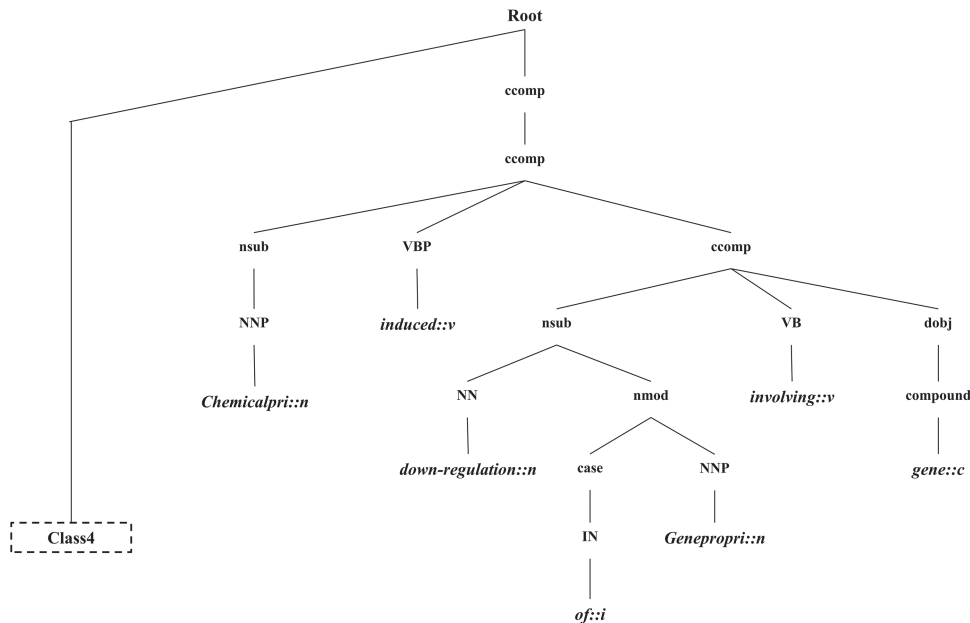 Root
ccomp
ccomp
nsub VBP ccomp
NNP induced::v nsub VB dobj
Chemicalpri::n NN nmod involving::v compound
down-regulation::n case NNP gene::c
Class4 IN Genepropri::n
of::i